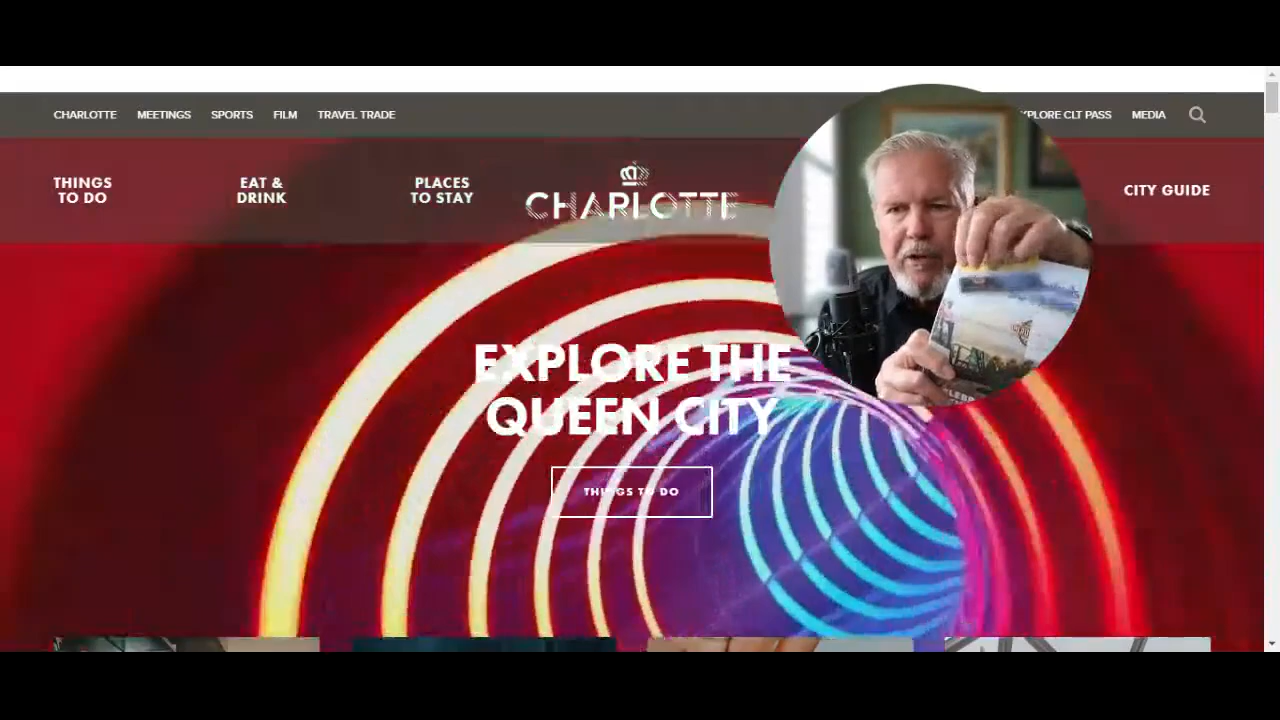 CHARLOTTE
MEETINGS
SPORTS
FILM
TRAVEL TRADE
XPLORE CLT PASS
MEDIA
THINGS
TO DO
EAT &
DRINK
PLACES
TO STAY
CHARLOTTE
CITY GUIDE
EXPLORE THE
QUEEN CITY
THINGS TO DO